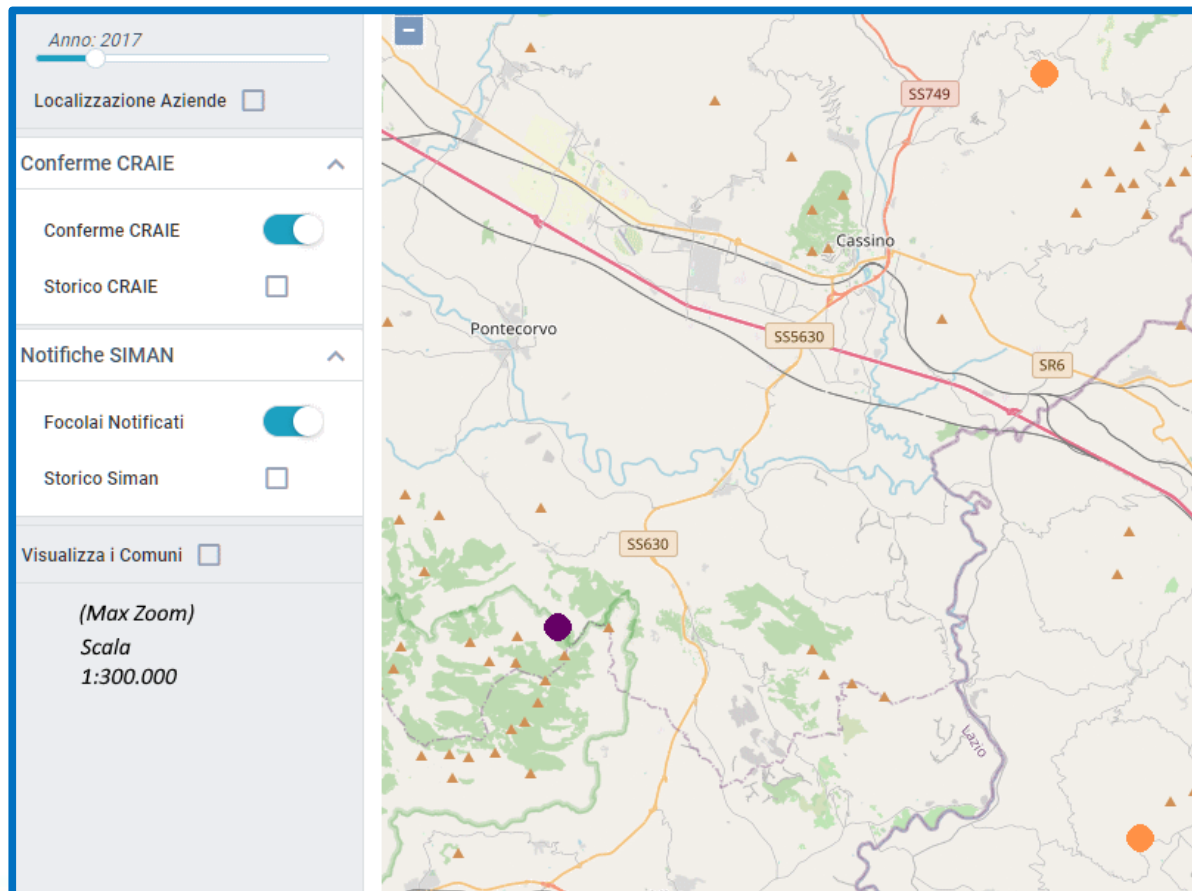 Anno: 2017
Localizzazione Aziende
Conferme CRAIE
Conferme CRAIE
Storico CRAIE
Notifiche SIMAN
Focolai Notificati
Storico Siman
Visualizza i Comuni
(Max Zoom)
Scala
1:300.000
SS749
Cassino
Pontecorvo
SS5630
SR6
SS630
Lazio